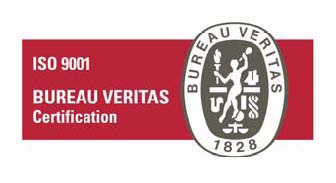 ISO 9001
BUREAU VERITAS
Certification
BUREAU VERITAS
1828